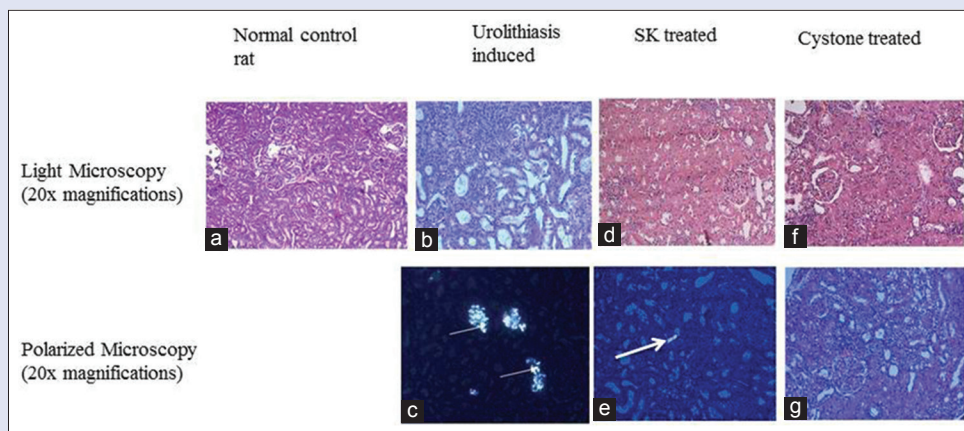 Normal control
rat
Urolithiasis
induced
SK treated
Cystone treated
Light Microscopy
(20x magnifications)
a
b
d
f
Polarized Microscopy
(20x magnifications)
c
e
g